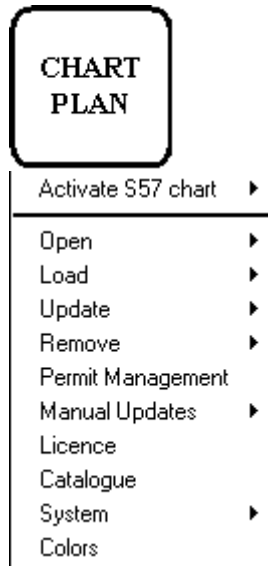 CHART
PLAN
Activate S57 chart
Open
Load
Update
Remove
Permit Management
Manual Updates
Licence
Catalogue
System
Colors